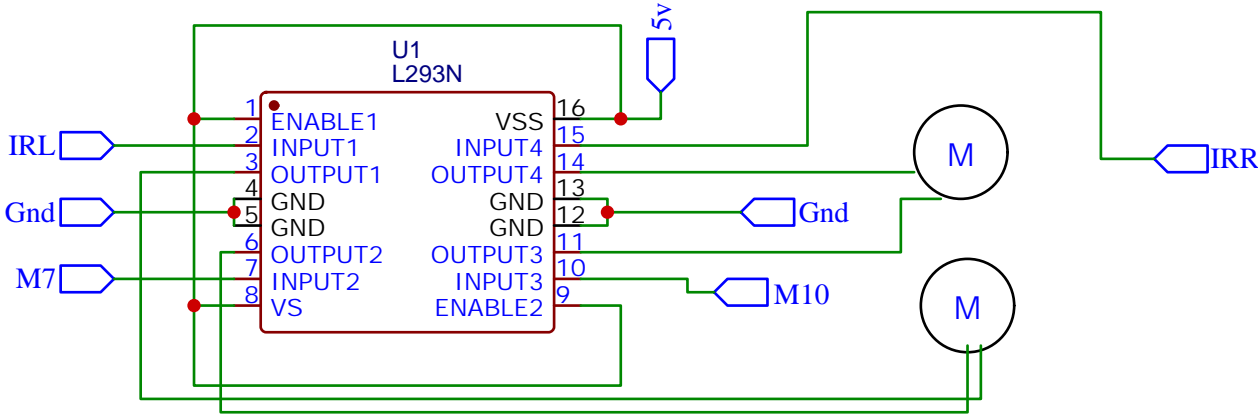 5v
U1
L293N
1
ENABLE1
2
INPUT1
3
OUTPUT1
4
GND
5
GND
6
OUTPUT2
7
INPUT2
8
VS
16
VSS
15
INPUT4
14
OUTPUT4
13
GND
12
GND
11
OUTPUT3
10
INPUT3
9
ENABLE2
IRL
Gnd
M7
Gnd
M10
IRR
M
M